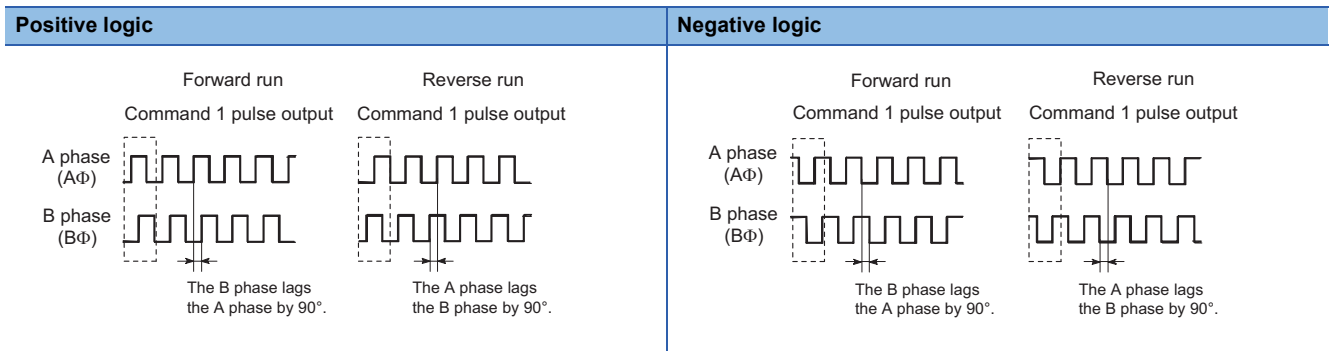 Positive logic
Negative logic
Forward run
Reverse run
Command 1 pulse output
Command 1 pulse output
A phase
(AΦ)
B phase
(BΦ)
The B phase lags
the A phase by 90°.
The A phase lags
the B phase by 90°.
Forward run
Reverse run
Command 1 pulse output
Command 1 pulse output
A phase
(AΦ)
B phase
(BΦ)
The B phase lags
the A phase by 90°.
The A phase lags
the B phase by 90°.